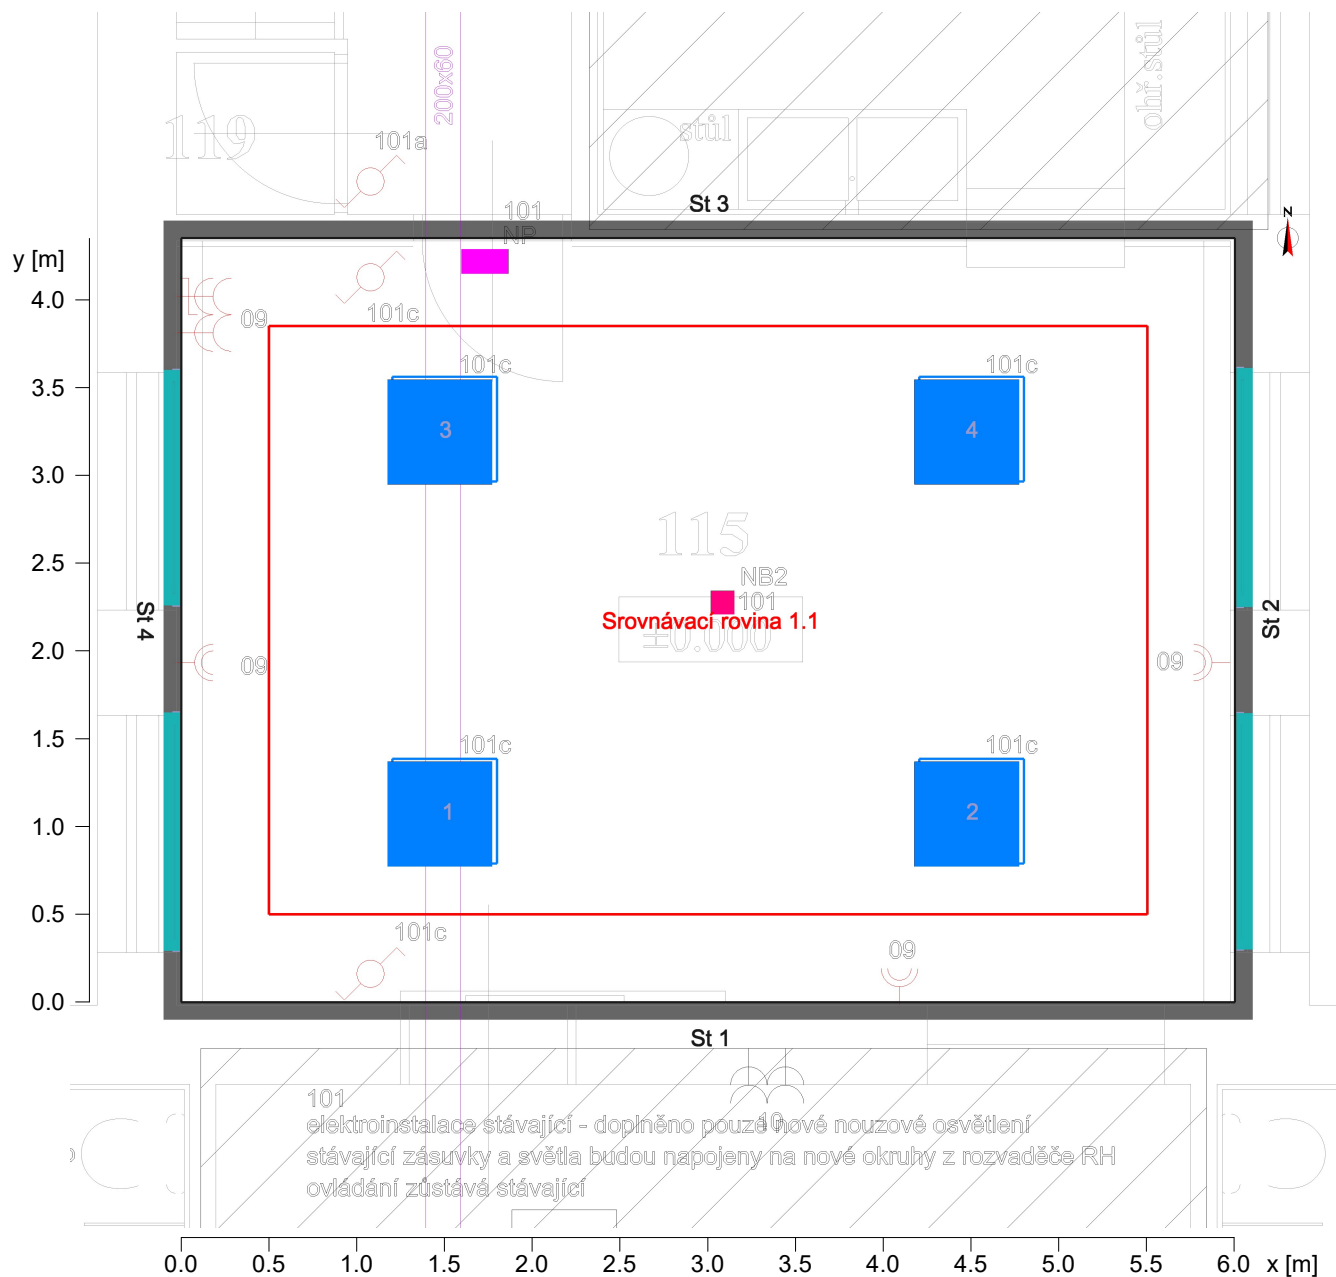 200x60
ohř.stůl
119
stůl
101a
St 3
101
NP
N
y [m]
4.0
09
101c
3.5
101c
101c
3
4
3.0
115
2.5
NB2
101
Srovnávací rovina 1.1
±0.000
St 4
St 2
2.0
09
09
1.5
101c
101c
1
2
1.0
0.5
101c
09
0.0
St 1
101
10
elektroinstalace stávající - doplněno pouze nové nouzové osvětlení
stávající zásuvky a světla budou napojeny na nové okruhy z rozvaděče RH
ovládání zůstává stávající
0.0 0.5 1.0 1.5 2.0 2.5 3.0 3.5 4.0 4.5 5.0 5.5 6.0 x [m]